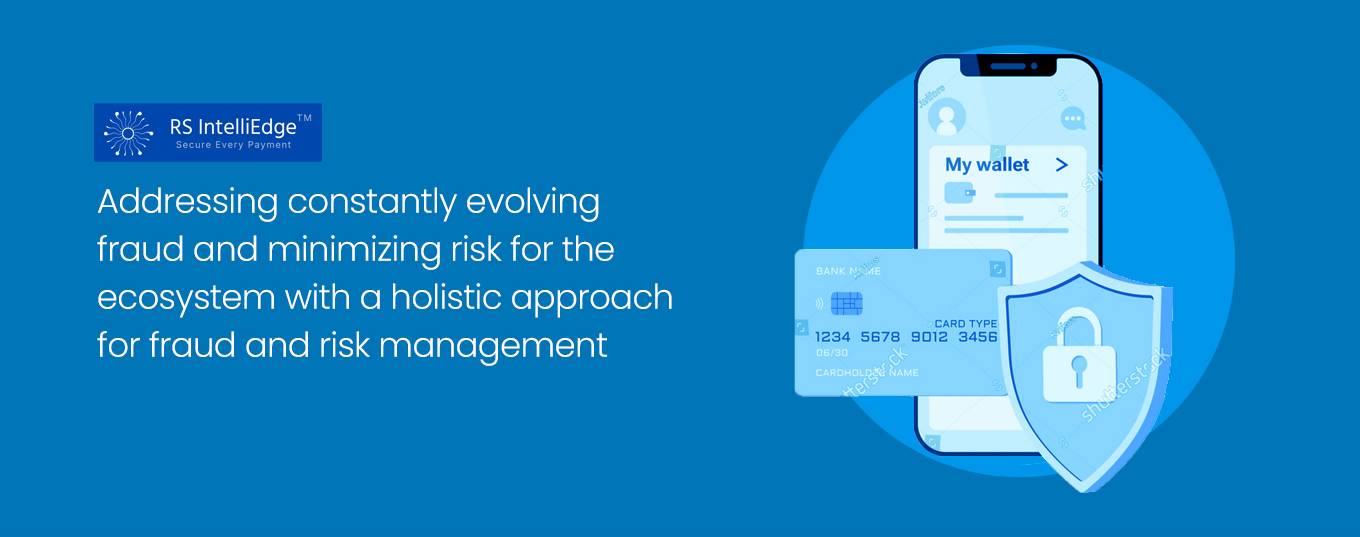 RS IntelliEdge™
Secure Every Payment
Addressing constantly evolving
fraud and minimizing risk for the
ecosystem with a holistic approach
for fraud and risk management
My wallet
BANK NAME
CARD TYPE
1234 5678 9012 3456
06/30
CARDHOLDER NAME
shutterstock